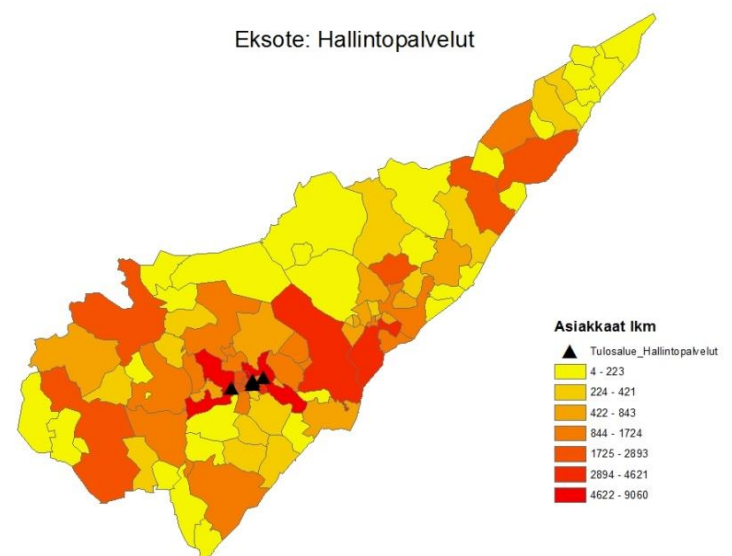 Eksote: Hallintopalvelut
Asiakkaat lkm
Tulosalue_Hallintopalvelut
4 - 223
224 - 421
422 - 843
844 - 1724
1725 - 2893
2894 - 4621
4622 - 9060